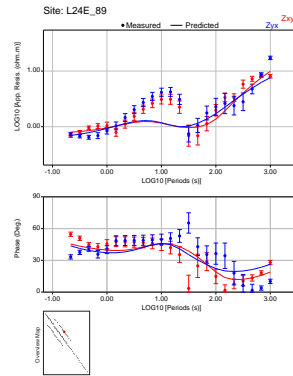 Site: L24E_89
Zxy
Measured
Predicted
Zyx
LOG10 [App. Resis. (ohm.m)]
1.00
0.00
-1.00 0.00 1.00 2.00 3.00
LOG10 [Periods (s)]
Phase (Deg.)
90
60
30
0
-1.00 0.00 1.00 2.00 3.00
LOG10 [Periods (s)]
Overview Map